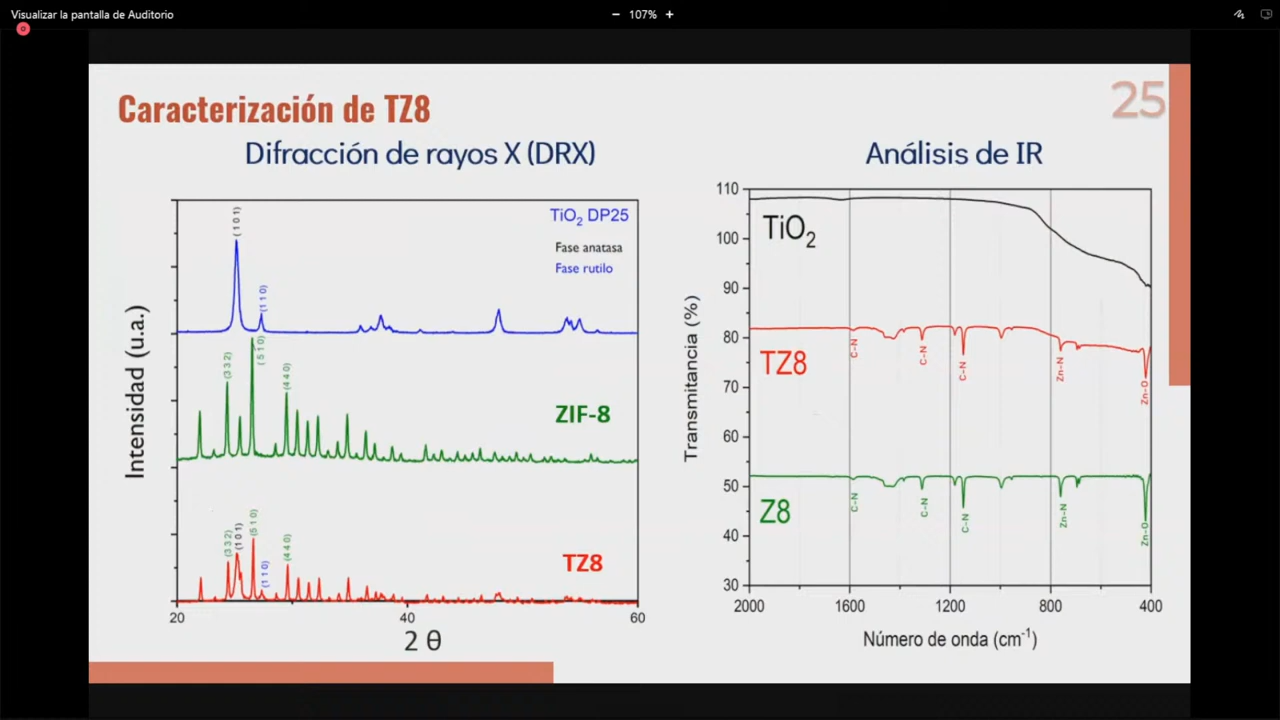 Visualizar la pantalla de Auditorio
− 107% +
Caracterización de TZ8
25
Difracción de rayos X (DRX)
Intensidad (u.a.)
TiO2 DP25
Fase anatasa
Fase rutilo
(1 0 1)
(1 1 0)
ZIF-8
(3 3 2)
(5 1 0)
(4 4 0)
TZ8
(3 3 2)
(1 0 1)
(5 1 0)
(1 1 0)
(4 4 0)
20
40
60
2 θ
Análisis de IR
Transmitancia (%)
110
100
90
80
70
60
50
40
30
TiO2
TZ8
C-N
C-N
C-N
Zn-N
Zn-O
Z8
C-N
C-N
C-N
Zn-N
Zn-O
2000
1600
1200
800
400
Número de onda (cm-1)